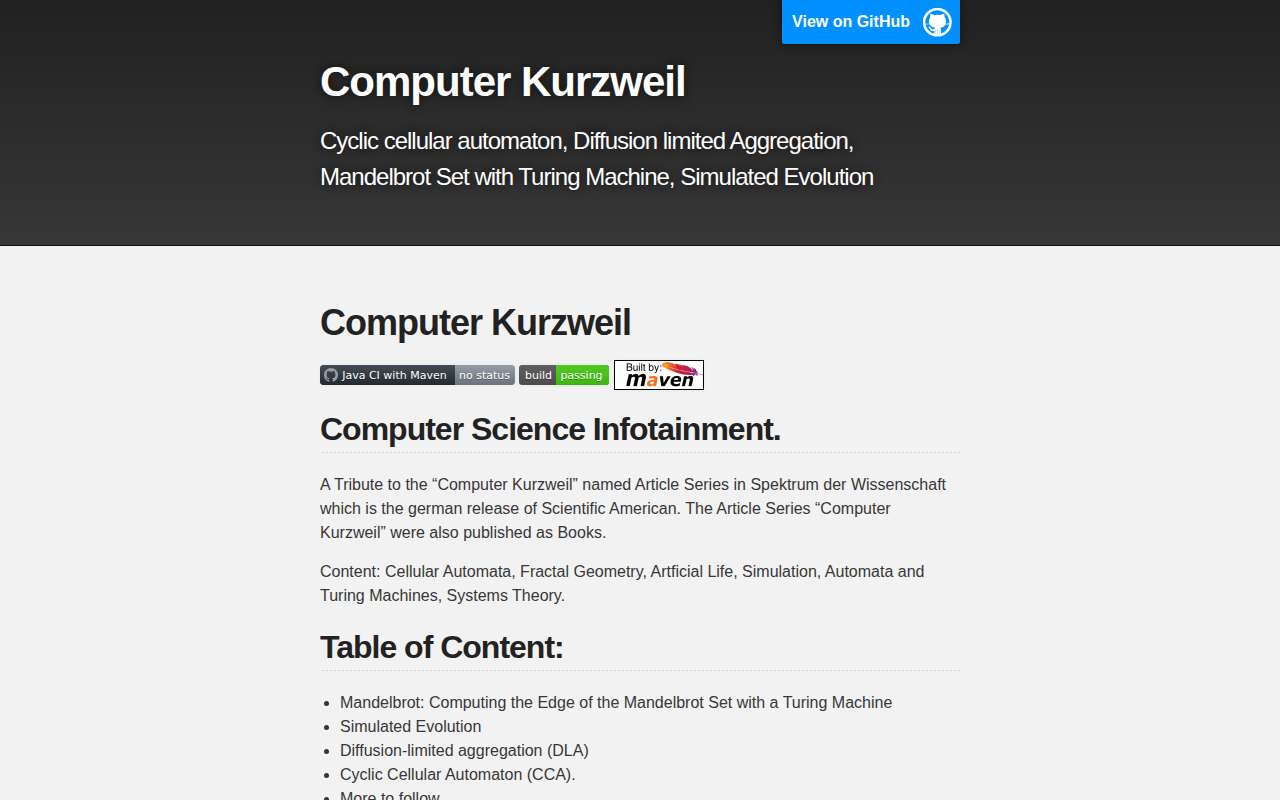 View on GitHub
Computer Kurzweil
Cyclic cellular automaton, Diffusion limited Aggregation,
Mandelbrot Set with Turing Machine, Simulated Evolution
Computer Kurzweil
Java CI with Maven no status build passing Built by: maven
Computer Science Infotainment.
A Tribute to the “Computer Kurzweil” named Article Series in Spektrum der Wissenschaft
which is the german release of Scientific American. The Article Series “Computer
Kurzweil” were also published as Books.
Content: Cellular Automata, Fractal Geometry, Artficial Life, Simulation, Automata and
Turing Machines, Systems Theory.
Table of Content:
Mandelbrot: Computing the Edge of the Mandelbrot Set with a Turing Machine
Simulated Evolution
Diffusion-limited aggregation (DLA)
Cyclic Cellular Automaton (CCA).
More to follow